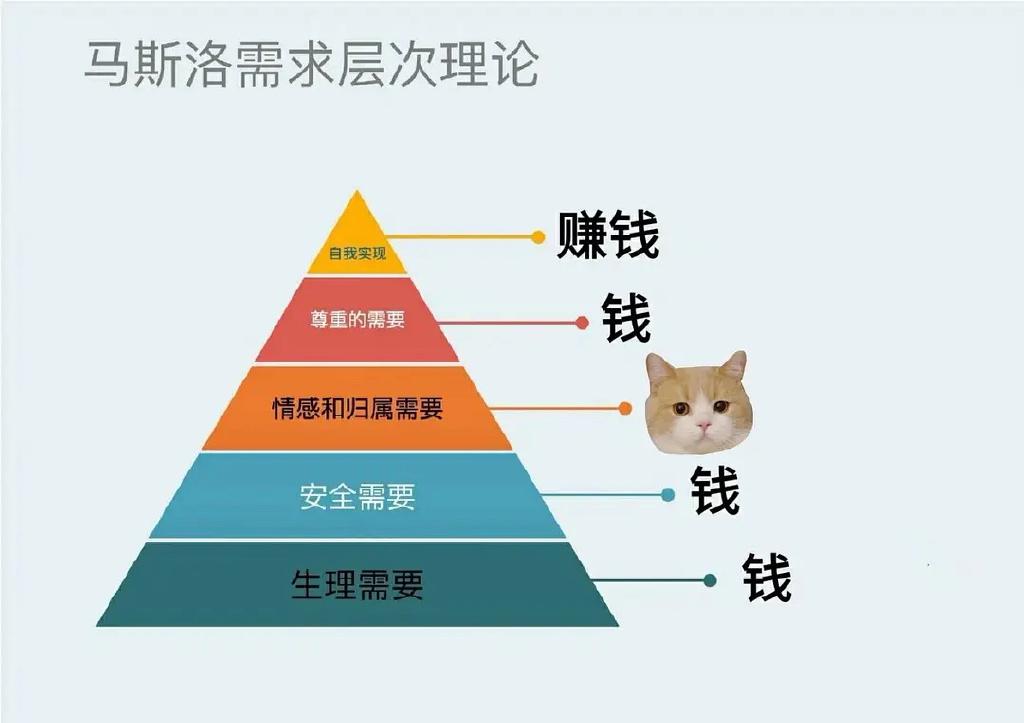 马斯洛需求层次理论
自我实现
赚钱
尊重的需要
钱
情感和归属需要
安全需要
钱
生理需要
钱